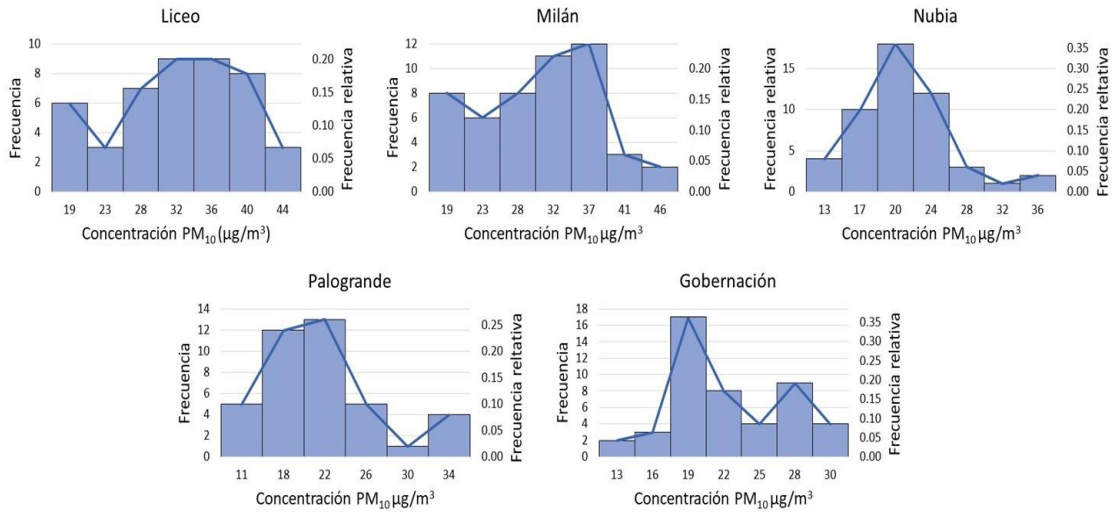 Liceo
Frecuencia
10
8
6
4
2
0
0.20
0.15
0.10
0.05
0.00
Frecuencia relativa
19 23 28 32 36 40 44
Concentración PM₁₀ (µg/m³)
Milán
Frecuencia
12
10
8
6
4
2
0
0.20
0.15
0.10
0.05
0.00
Frecuencia relativa
19 23 28 32 37 41 46
Concentración PM₁₀ µg/m³
Nubia
Frecuencia
15
10
5
0.35
0.30
0.25
0.20
0.15
0.10
0.05
0.00
Frecuencia reltativa
13 17 20 24 28 32 36
Concentración PM₁₀ µg/m³
Palogrande
Frecuencia
14
12
10
8
6
4
2
0
0.25
0.20
0.15
0.10
0.05
0.00
Frecuencia reltativa
11 18 22 26 30 34
Concentración PM₁₀ µg/m³
Gobernación
Frecuencia
18
16
14
12
10
8
6
4
2
0
0.35
0.30
0.25
0.20
0.15
0.10
0.05
0.00
Frecuencia relativa
13 16 19 22 25 28 30
Concentración PM₁₀ µg/m³